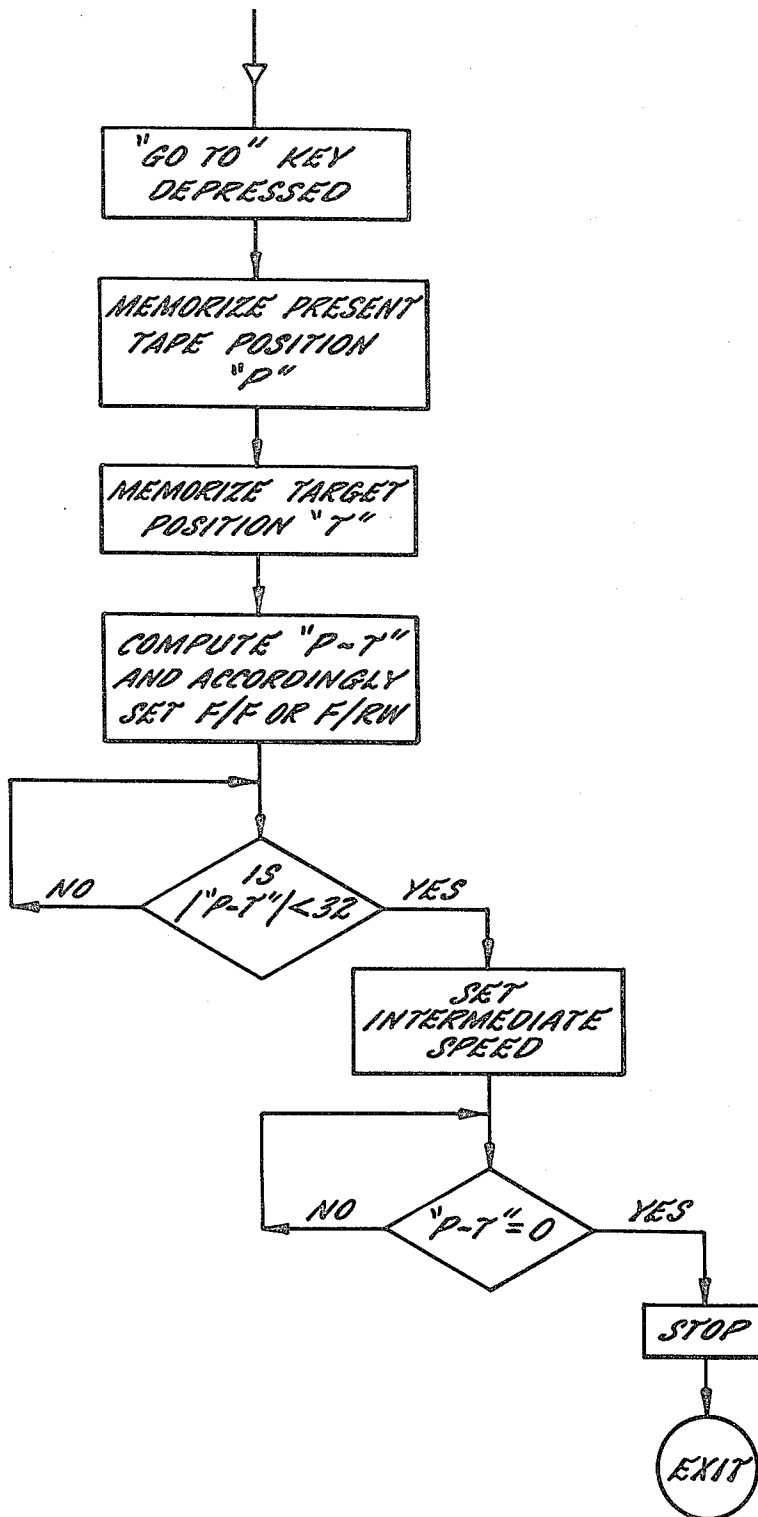 "GO TO" KEY
DEPRESSED
MEMORIZE PRESENT
TAPE POSITION
"P"
MEMORIZE TARGET
POSITION "T"
COMPUTE "P-T"
AND ACCORDINGLY
SET F/F OR F/RW
IS
|"P-T"|<32
NO
YES
SET
INTERMEDIATE
SPEED
"P-T"=0
NO
YES
STOP
EXIT